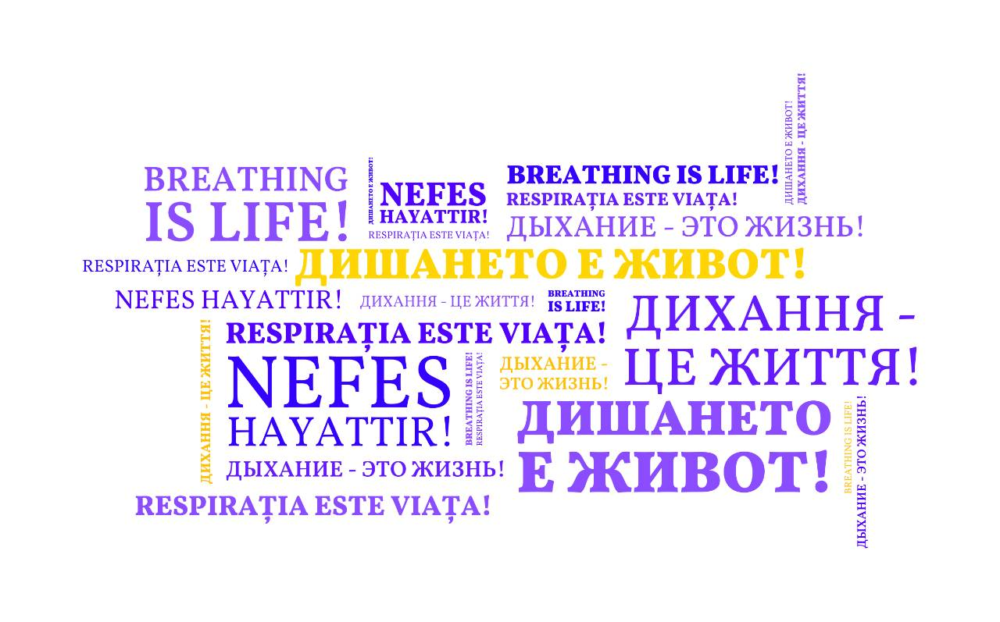 ДИШАНЕТО Е ЖИВОТ!
ДИХАННЯ - ЦЕ ЖИТТЯ!
BREATHING
IS LIFE!
ДИШАНЕТО Е ЖИВОТ!
NEFES
HAYATTIR!
RESPIRAȚIA ESTE VIAȚA!
BREATHING IS LIFE!
RESPIRAȚIA ESTE VIAȚA!
ДЫХАНИЕ - ЭТО ЖИЗНЬ!
RESPIRAȚIA ESTE VIAȚA!
ДИШАНЕТО Е ЖИВОТ!
NEFES HAYATTIR!
ДИХАННЯ - ЦЕ ЖИТТЯ!
BREATHING
IS LIFE!
ДИХАННЯ -
ЦЕ ЖИТТЯ!
ДИХАННЯ - ЦЕ ЖИТТЯ!
RESPIRAȚIA ESTE VIAȚA!
NEFES
HAYATTIR!
BREATHING IS LIFE!
RESPIRAȚIA ESTE VIAȚA!
ДЫХАНИЕ -
ЭТО ЖИЗНЬ!
ДИШАНЕТО
Е ЖИВОТ!
BREATHING IS LIFE!
ДЫХАНИЕ - ЭТО ЖИЗНЬ!
ДЫХАНИЕ - ЭТО ЖИЗНЬ!
RESPIRAȚIA ESTE VIAȚA!